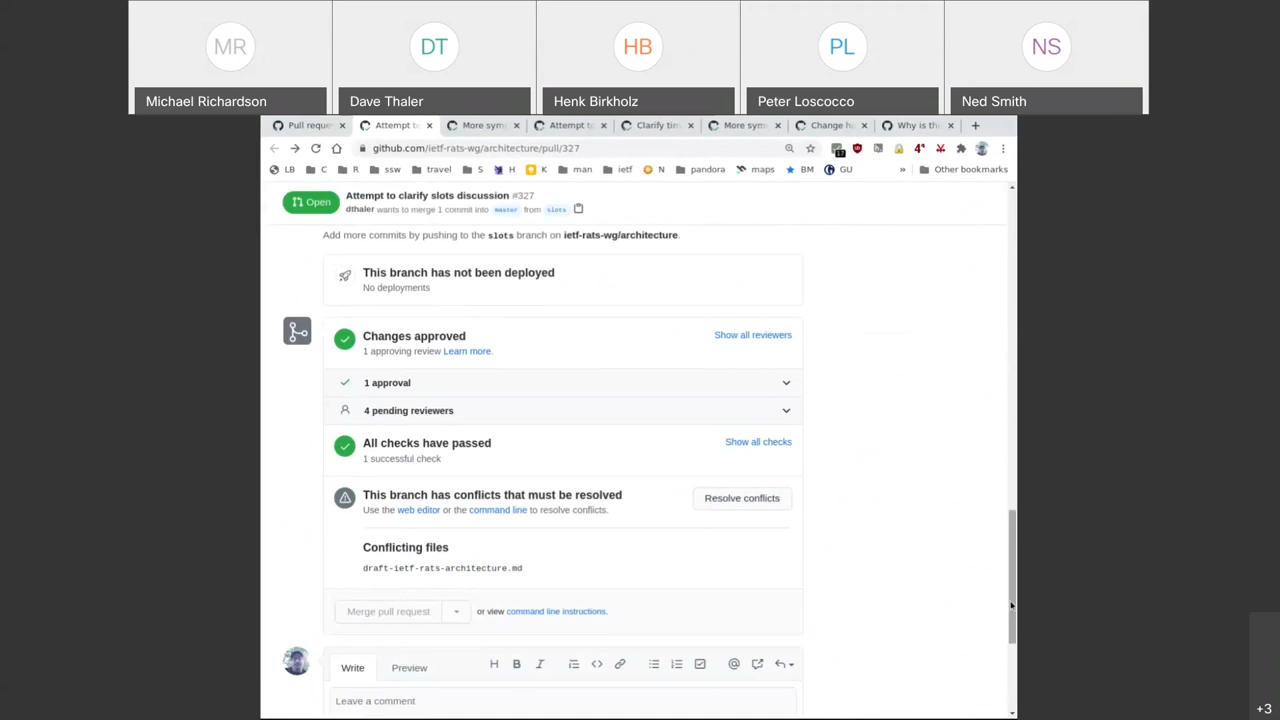 MR
DT
HB
PL
NS
Michael Richardson
Dave Thaler
Henk Birkholz
Peter Loscocco
Ned Smith
Pull reque
Attempt to
More sym
Attempt to
Clarify tim
More sym
Change h
Why is the
github.com/ietf-rats-wg/architecture/pull/327
17
LB
C
R
ssw
travel
S
H
K
man
ietf
N
pandora
maps
BM
GU
»
Other bookmarks
Open
Attempt to clarify slots discussion #327
dthaler wants to merge 1 commit into master from slots
Add more commits by pushing to the slots branch on ietf-rats-wg/architecture.
This branch has not been deployed
No deployments
Changes approved
Show all reviewers
1 approving review Learn more.
1 approval
4 pending reviewers
All checks have passed
Show all checks
1 successful check
This branch has conflicts that must be resolved
Resolve conflicts
Use the web editor or the command line to resolve conflicts.
Conflicting files
draft-ietf-rats-architecture.md
Merge pull request
or view command line instructions.
Write
Preview
H B I
Leave a comment
+3